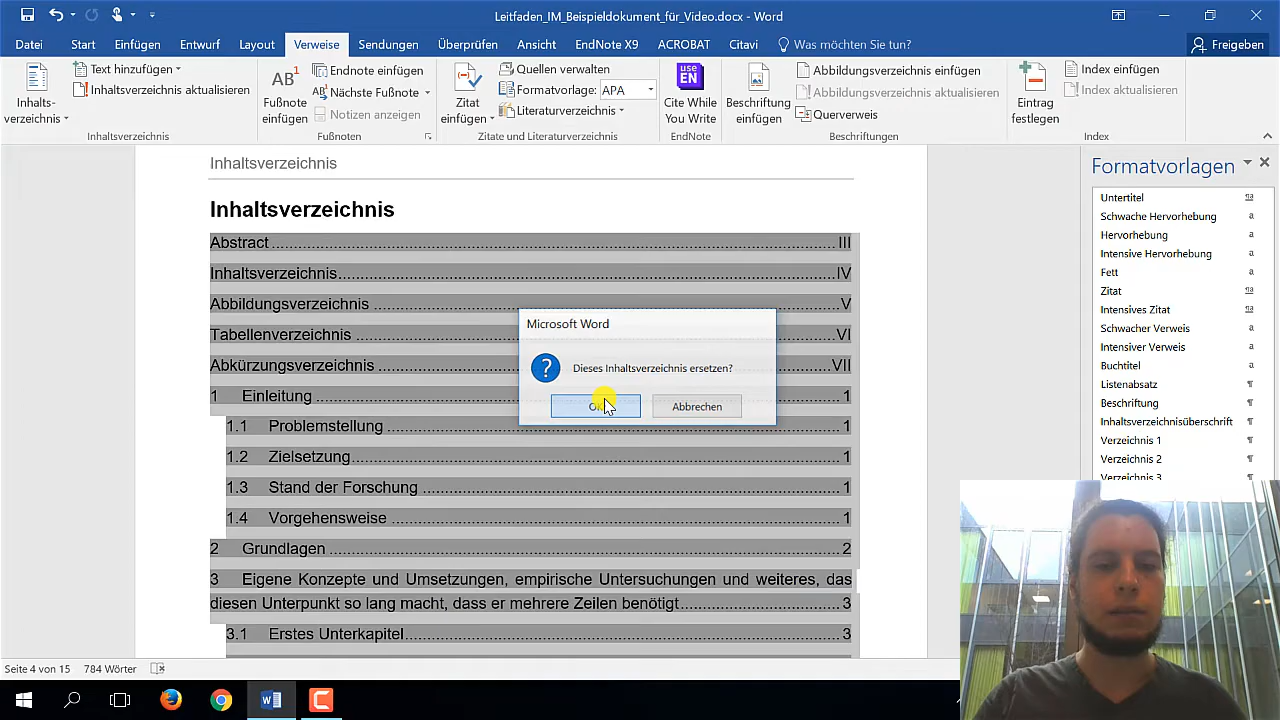 Leitfaden_IM_Beispieldokument_für_Video.docx - Word
Datei Start Einfügen Entwurf Layout Verweise Sendungen Überprüfen Ansicht EndNote X9 ACROBAT Citavi Was möchten Sie tun? Freigeben
Inhalts-
verzeichnis
Text hinzufügen
Inhaltsverzeichnis aktualisieren
Inhaltsverzeichnis
AB1
Fußnote
einfügen
Endnote einfügen
Nächste Fußnote
Notizen anzeigen
Fußnoten
Zitat
einfügen
Quellen verwalten
Formatvorlage: APA
Literaturverzeichnis
Zitate und Literaturverzeichnis
use
EN
Cite While
You Write
EndNote
Beschriftung
einfügen
Abbildungsverzeichnis einfügen
Abbildungsverzeichnis aktualisieren
Querverweis
Beschriftungen
Eintrag
festlegen
Index einfügen
Index aktualisieren
Index
Inhaltsverzeichnis
Inhaltsverzeichnis
Abstract III
Inhaltsverzeichnis IV
Abbildungsverzeichnis V
Tabellenverzeichnis VI
Abkürzungsverzeichnis VII
1 Einleitung 1
1.1 Problemstellung 1
1.2 Zielsetzung 1
1.3 Stand der Forschung 1
1.4 Vorgehensweise 1
2 Grundlagen 2
3 Eigene Konzepte und Umsetzungen, empirische Untersuchungen und weiteres, das
diesen Unterpunkt so lang macht, dass er mehrere Zeilen benötigt 3
3.1 Erstes Unterkapitel 3
Microsoft Word
?
Dieses Inhaltsverzeichnis ersetzen?
Abbrechen
Formatvorlagen
Untertitel
Schwache Hervorhebung
Hervorhebung
Intensive Hervorhebung
Fett
Zitat
Intensives Zitat
Schwacher Verweis
Intensiver Verweis
Buchtitel
Listenabsatz
Beschriftung
Inhaltsverzeichnisüberschrift
Verzeichnis 1
Verzeichnis 2
Verzeichnis 3
Seite 4 von 15 784 Wörter